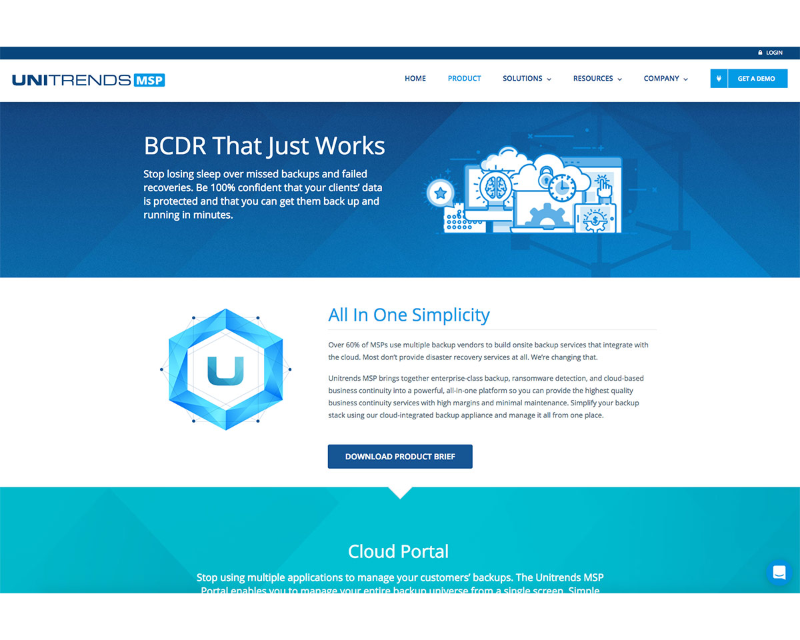 LOGIN
UNITRENDS MSP
HOME PRODUCT SOLUTIONS RESOURCES COMPANY GET A DEMO
BCDR That Just Works
Stop losing sleep over missed backups and failed
recoveries. Be 100% confident that your clients' data
is protected and that you can get them back up and
running in minutes.
U
All In One Simplicity
Over 60% of MSPs use multiple backup vendors to build onsite backup services that integrate with
the cloud. Most don't provide disaster recovery services at all. We're changing that.
Unitrends MSP brings together enterprise-class backup, ransomware detection, and cloud-based
business continuity into a powerful, all-in-one platform so you can provide the highest quality
business continuity services with high margins and minimal maintenance. Simplify your backup
stack using our cloud-integrated backup appliance and manage it all from one place.
DOWNLOAD PRODUCT BRIEF
Cloud Portal
Stop using multiple applications to manage your customers' backups. The Unitrends MSP
Portal enables you to manage your entire backup universe from a single screen. Simple